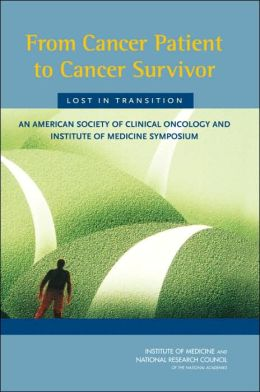 From Cancer Patient
to Cancer Survivor
LOST IN TRANSITION
AN AMERICAN SOCIETY OF CLINICAL ONCOLOGY AND
INSTITUTE OF MEDICINE SYMPOSIUM
INSTITUTE OF MEDICINE AND
NATIONAL RESEARCH COUNCIL
OF THE NATIONAL ACADEMIES